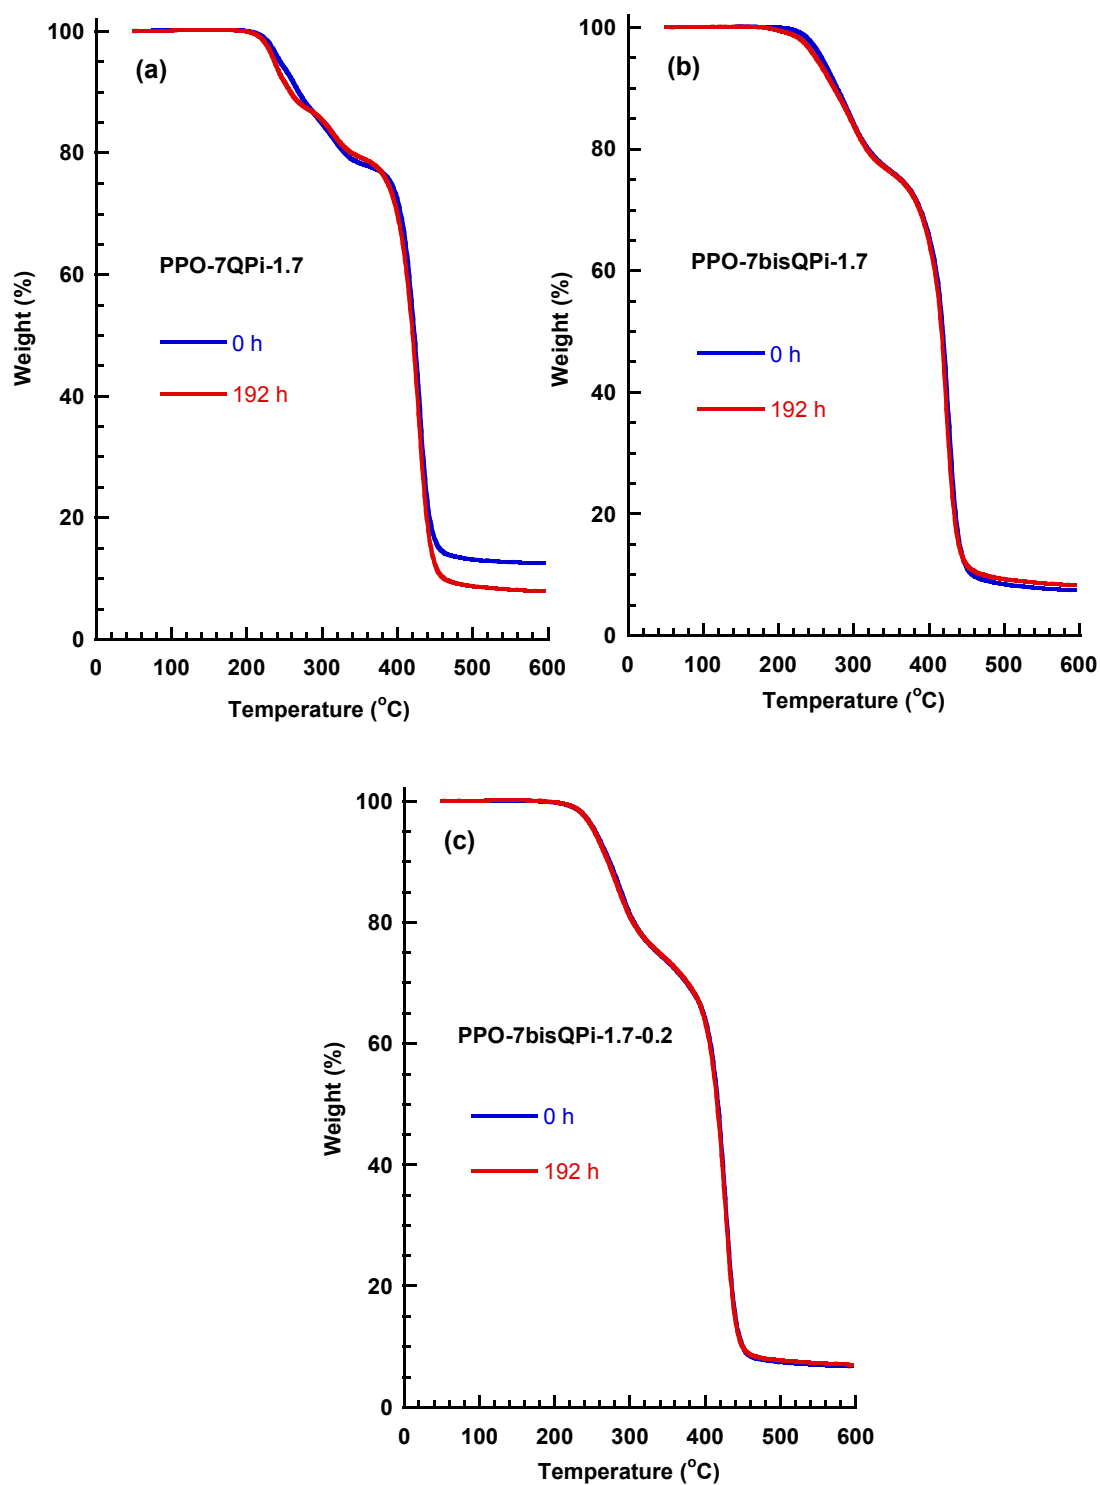 (a)
PPO-7QPi-1.7
0 h
192 h
100
80
60
40
20
0
0 100 200 300 400 500 600
Weight (%)
Temperature (°C)
(b)
PPO-7bisQPi-1.7
0 h
192 h
100
80
60
40
20
0
0 100 200 300 400 500 600
Weight (%)
Temperature (°C)
(c)
PPO-7bisQPi-1.7-0.2
0 h
192 h
100
80
60
40
20
0
0 100 200 300 400 500 600
Weight (%)
Temperature (°C)